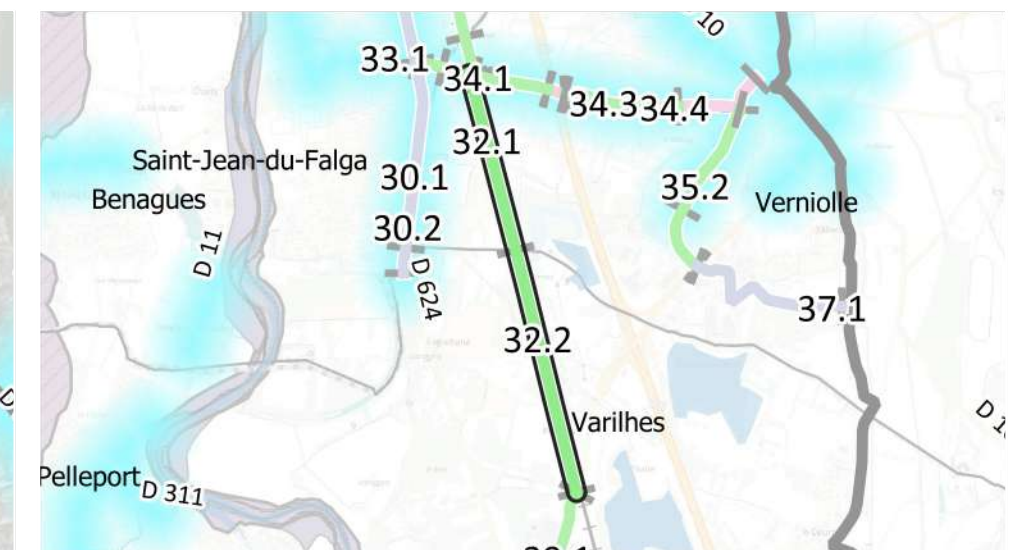 D 10
33.1
34.1
34.3
34.4
32.1
Saint-Jean-du-Falga
30.1
35.2
Benagues
Verniolle
30.2
D 11
D 624
37.1
32.2
Varilhes
Pelleport
D 311